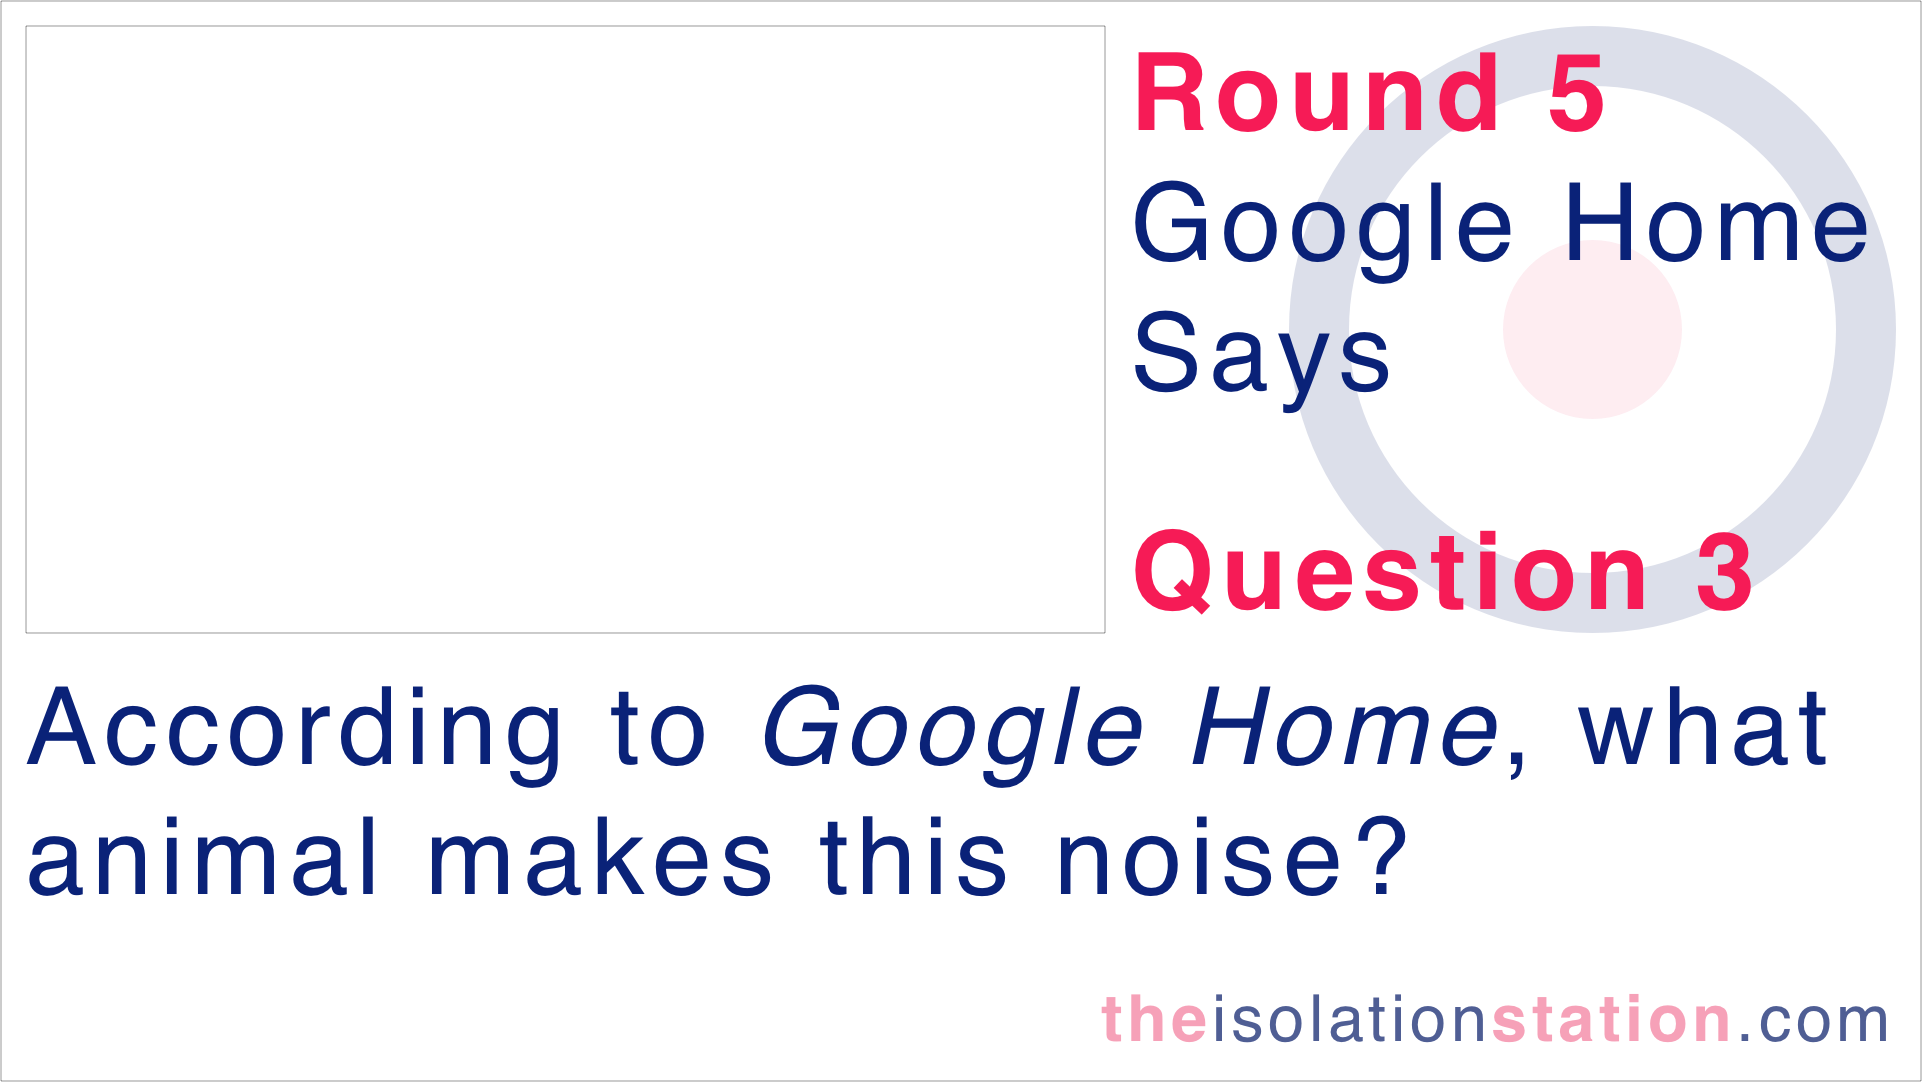 Round 5
Google Home
Says
Question 3
According to Google Home, what
animal makes this noise?
theisolationstation.com